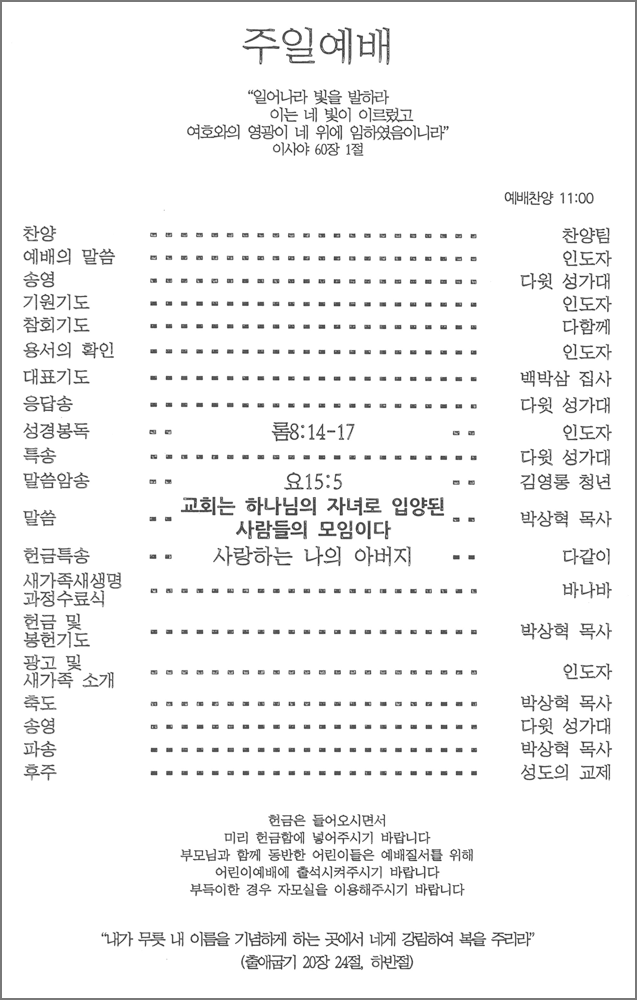 주일예배
“일어나라 빛을 발하라
이는 네 빛이 이르렀고
여호와의 영광이 네 위에 임하였음이니라”
이사야 60장 1절
예배찬양 11:00
찬양 찬양팀
예배의 말씀 인도자
송영 다윗 성가대
기원기도 인도자
참회기도 다함께
용서의 확인 인도자
대표기도 백박삼 집사
응답송 다윗 성가대
성경봉독 롬8:14-17 인도자
특송 다윗 성가대
말씀암송 요15:5 김영롱 청년
말씀 교회는 하나님의 자녀로 입양된
사람들의 모임이다 박상혁 목사
헌금특송 사랑하는 나의 아버지 다같이
새가족새생명
과정수료식 바나바
헌금 및
봉헌기도 박상혁 목사
광고 및
새가족 소개 인도자
축도 박상혁 목사
송영 다윗 성가대
파송 박상혁 목사
후주 성도의 교제
헌금은 들어오시면서
미리 헌금함에 넣어주시기 바랍니다
부모님과 함께 동반한 어린이들은 예배질서를 위해
어린이예배에 출석시켜주시기 바랍니다
부득이한 경우 자모실을 이용해주시기 바랍니다
“내가 무릇 내 이름을 기념하게 하는 곳에서 네게 강림하여 복을 주리라”
(출애굽기 20장 24절, 하반절)